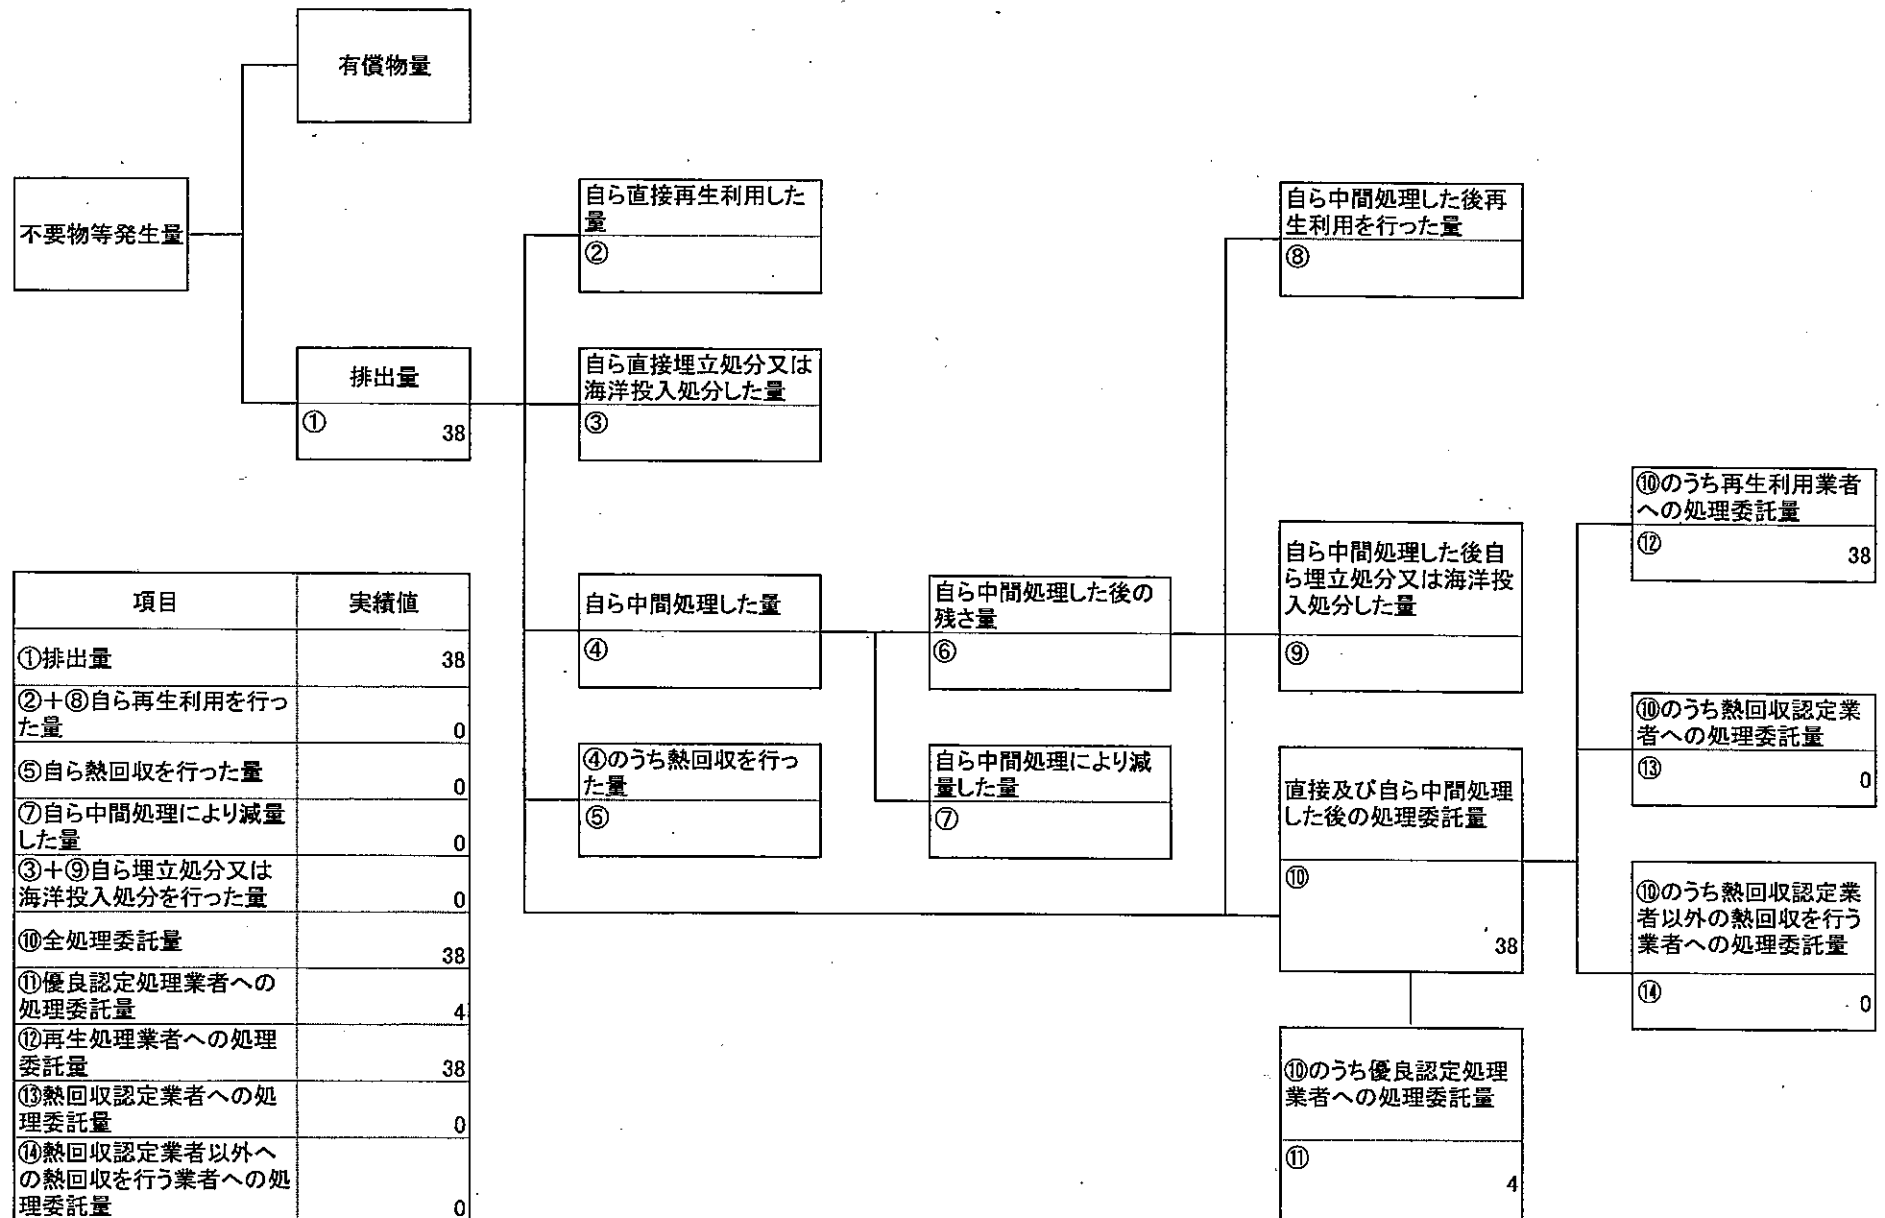 有償物量
不要物等発生量
排出量
①
38
自ら直接再生利用した
量
②
自ら直接埋立処分又は
海洋投入処分した量
③
自ら中間処理した量
④
④のうち熱回収を行っ
た量
⑤
自ら中間処理した後の
残さ量
⑥
自ら中間処理により減
量した量
⑦
自ら中間処理した後再
生利用を行った量
⑧
自ら中間処理した後自
ら埋立処分又は海洋投
入処分した量
⑨
直接及び自ら中間処理
した後の処理委託量
⑩
38
⑩のうち優良認定処理
業者への処理委託量
⑪
4
⑩のうち再生利用業者
への処理委託量
⑫
38
⑩のうち熱回収認定業
者への処理委託量
⑬
0
⑩のうち熱回収認定業
者以外の熱回収を行う
業者への処理委託量
⑭
0
項目 実績値
①排出量
38
②+⑧自ら再生利用を行っ
た量
0
⑤自ら熱回収を行った量
0
⑦自ら中間処理により減量
した量
0
③+⑨自ら埋立処分又は
海洋投入処分を行った量
0
⑩全処理委託量
38
⑪優良認定処理業者への
処理委託量
4
⑫再生処理業者への処理
委託量
38
⑬熱回収認定業者への処
理委託量
0
⑭熱回収認定業者以外へ
の熱回収を行う業者への処
理委託量
0